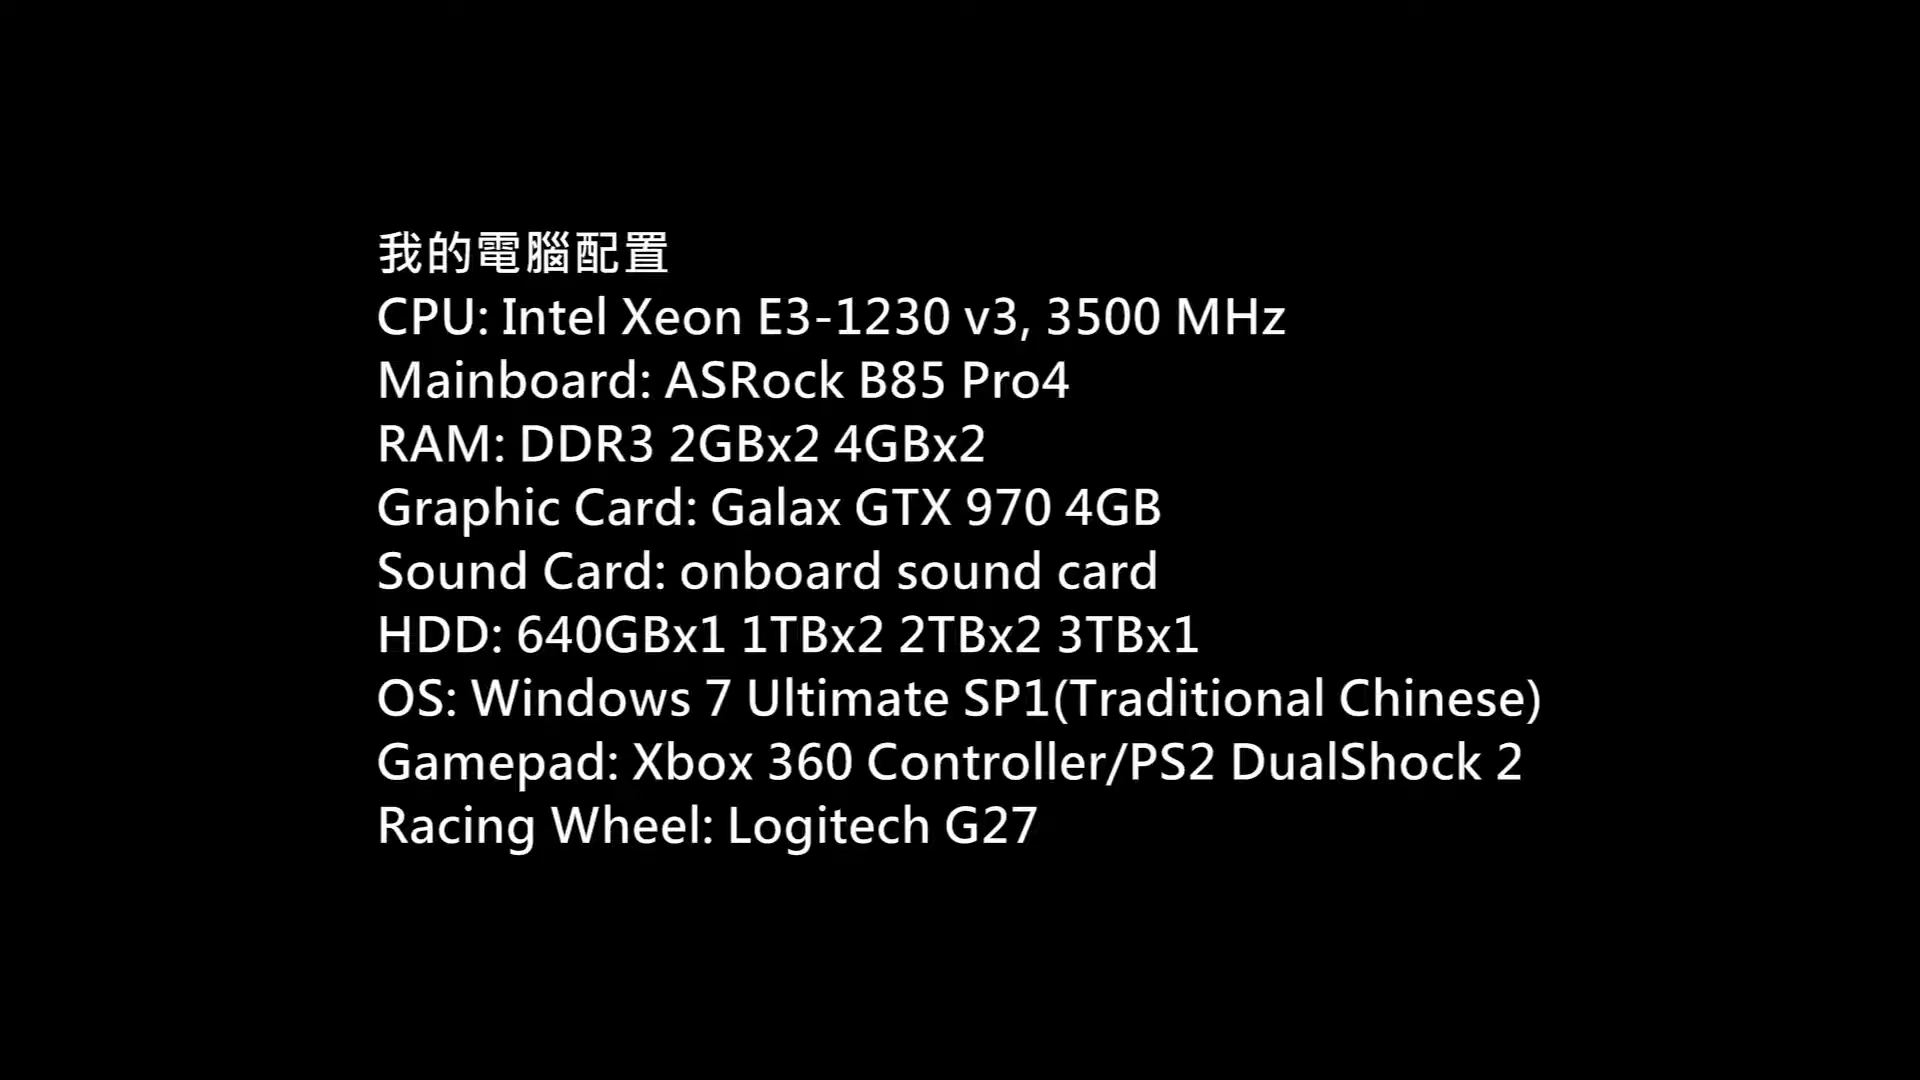 我的電腦配置
CPU: Intel Xeon E3-1230 v3, 3500 MHz
Mainboard: ASRock B85 Pro4
RAM: DDR3 2GBx2 4GBx2
Graphic Card: Galax GTX 970 4GB
Sound Card: onboard sound card
HDD: 640GBx1 1TBx2 2TBx2 3TBx1
OS: Windows 7 Ultimate SP1(Traditional Chinese)
Gamepad: Xbox 360 Controller/PS2 DualShock 2
Racing Wheel: Logitech G27